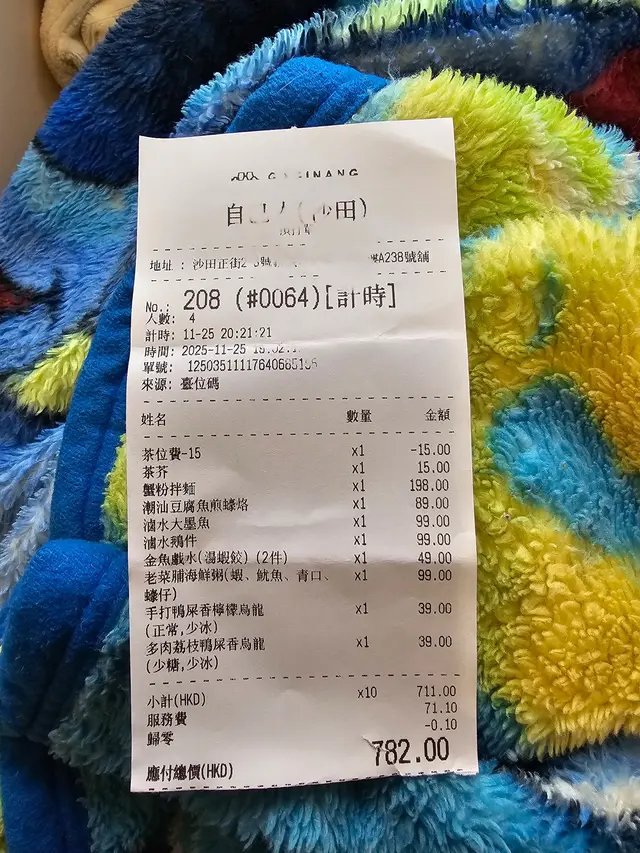 自己人(沙田)
地址: 沙田正街 A238號舖
No.: 208 (#0064)[計時]
人數: 4
計時: 11-25 20:21:21
時間: 2025-11-25
單號:
來源: 臺位碼
姓名 數量 金額
茶位費-15 x1 -15.00
茶芥 x1 15.00
蟹粉拌麵 x1 198.00
潮汕豆腐魚煎蠔烙 x1 89.00
滷水大墨魚 x1 99.00
滷水鵝件 x1 99.00
金魚戲水(湯蝦餃)(2件) x1 49.00
老菜脯海鮮粥(蝦、魷魚、青口、 x1 99.00
蠔仔)
手打鴨屎香檸檬烏龍 x1 39.00
(正常,少冰)
多肉荔枝鴨屎香烏龍 x1 39.00
(少糖,少冰)
小計(HKD) x10 711.00
服務費 71.10
歸零 -0.10
應付總價(HKD) 782.00